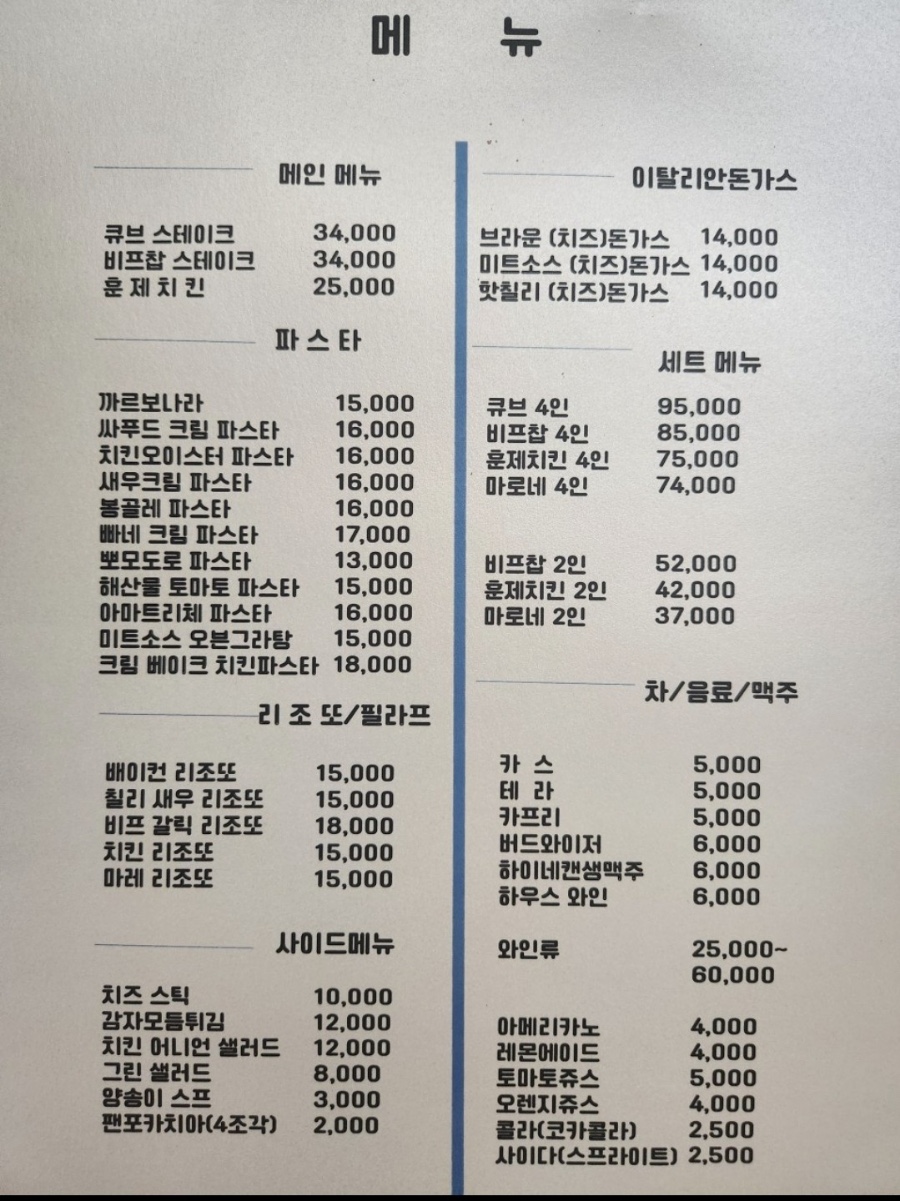 메 뉴
메인 메뉴
큐브 스테이크 34,000
비프찹 스테이크 34,000
훈 제 치 킨 25,000
파 스 타
까르보나라 15,000
싸푸드 크림 파스타 16,000
치킨오이스터 파스타 16,000
새우크림 파스타 16,000
봉골레 파스타 16,000
빠네 크림 파스타 17,000
뽀모도로 파스타 13,000
해산물 토마토 파스타 15,000
아마트리체 파스타 16,000
미트소스 오븐그라탕 15,000
크림 베이크 치킨파스타 18,000
리 조 또/필라프
배이컨 리조또 15,000
칠리 새우 리조또 15,000
비프 갈릭 리조또 18,000
치킨 리조또 15,000
마레 리조또 15,000
사이드메뉴
치즈 스틱 10,000
감자모듬튀김 12,000
치킨 어니언 샐러드 12,000
그린 샐러드 8,000
양송이 스프 3,000
팬포카치아(4조각) 2,000
이탈리안돈가스
브라운 (치즈)돈가스 14,000
미트소스 (치즈)돈가스 14,000
핫칠리 (치즈)돈가스 14,000
세트 메뉴
큐브 4인 95,000
비프찹 4인 85,000
훈제치킨 4인 75,000
마로네 4인 74,000
비프찹 2인 52,000
훈제치킨 2인 42,000
마로네 2인 37,000
차/음료/맥주
카 스 5,000
테 라 5,000
카프리 5,000
버드와이저 6,000
하이네캔생맥주 6,000
하우스 와인 6,000
와인류 25,000~
60,000
아메리카노 4,000
레몬에이드 4,000
토마토쥬스 5,000
오렌지쥬스 4,000
콜라(코카콜라) 2,500
사이다(스프라이트) 2,500